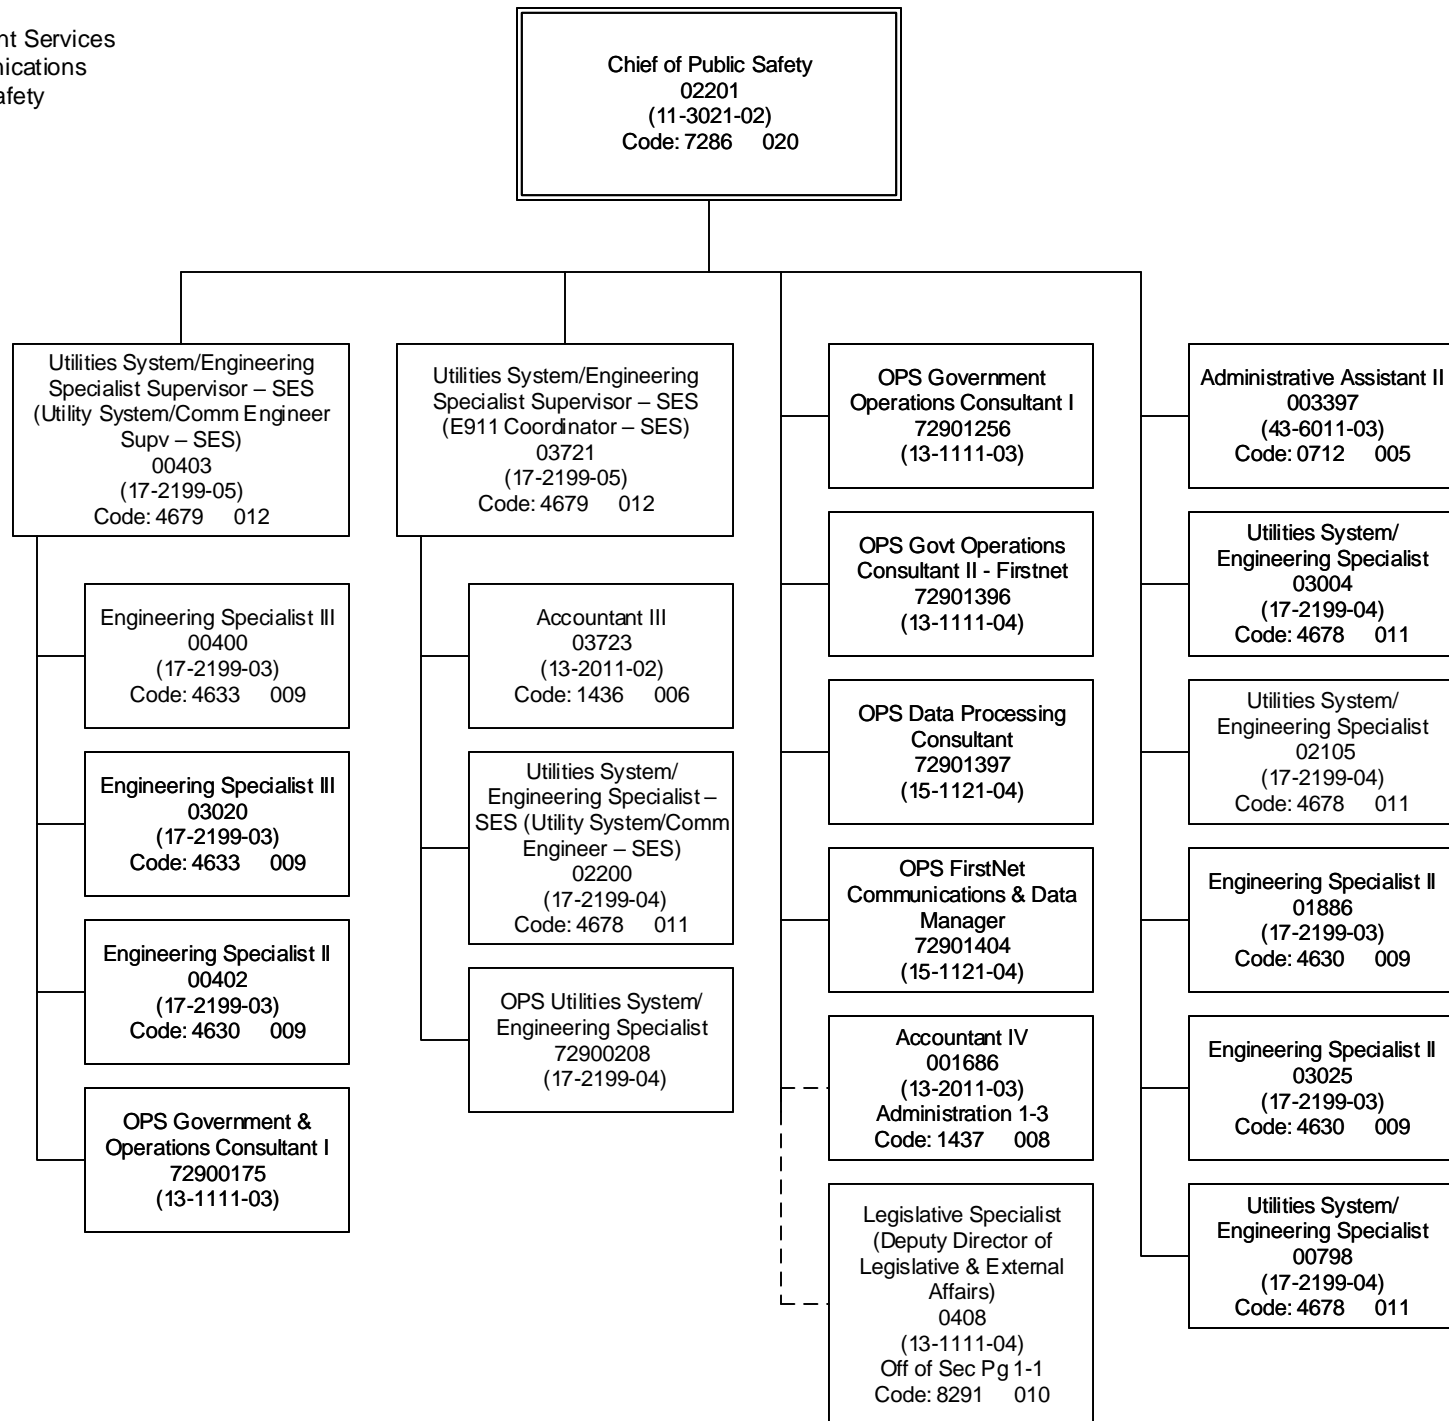 nt Services
nications
afety
Chief of Public Safety
02201
(11-3021-02)
Code: 7286 020
Utilities System/Engineering
Specialist Supervisor – SES
(Utility System/Comm Engineer
Supv – SES)
00403
(17-2199-05)
Code: 4679 012
Engineering Specialist III
00400
(17-2199-03)
Code: 4633 009
Engineering Specialist III
03020
(17-2199-03)
Code: 4633 009
Engineering Specialist II
00402
(17-2199-03)
Code: 4630 009
OPS Government &
Operations Consultant I
72900175
(13-1111-03)
Utilities System/Engineering
Specialist Supervisor – SES
(E911 Coordinator – SES)
03721
(17-2199-05)
Code: 4679 012
Accountant III
03723
(13-2011-02)
Code: 1436 006
Utilities System/
Engineering Specialist –
SES (Utility System/Comm
Engineer – SES)
02200
(17-2199-04)
Code: 4678 011
OPS Utilities System/
Engineering Specialist
72900208
(17-2199-04)
OPS Government
Operations Consultant I
72901256
(13-1111-03)
OPS Govt Operations
Consultant II - Firstnet
72901396
(13-1111-04)
OPS Data Processing
Consultant
72901397
(15-1121-04)
OPS FirstNet
Communications & Data
Manager
72901404
(15-1121-04)
Accountant IV
001686
(13-2011-03)
Administration 1-3
Code: 1437 008
Legislative Specialist
(Deputy Director of
Legislative & External
Affairs)
0408
(13-1111-04)
Off of Sec Pg 1-1
Code: 8291 010
Administrative Assistant II
003397
(43-6011-03)
Code: 0712 005
Utilities System/
Engineering Specialist
03004
(17-2199-04)
Code: 4678 011
Utilities System/
Engineering Specialist
02105
(17-2199-04)
Code: 4678 011
Engineering Specialist II
01886
(17-2199-03)
Code: 4630 009
Engineering Specialist II
03025
(17-2199-03)
Code: 4630 009
Utilities System/
Engineering Specialist
00798
(17-2199-04)
Code: 4678 011